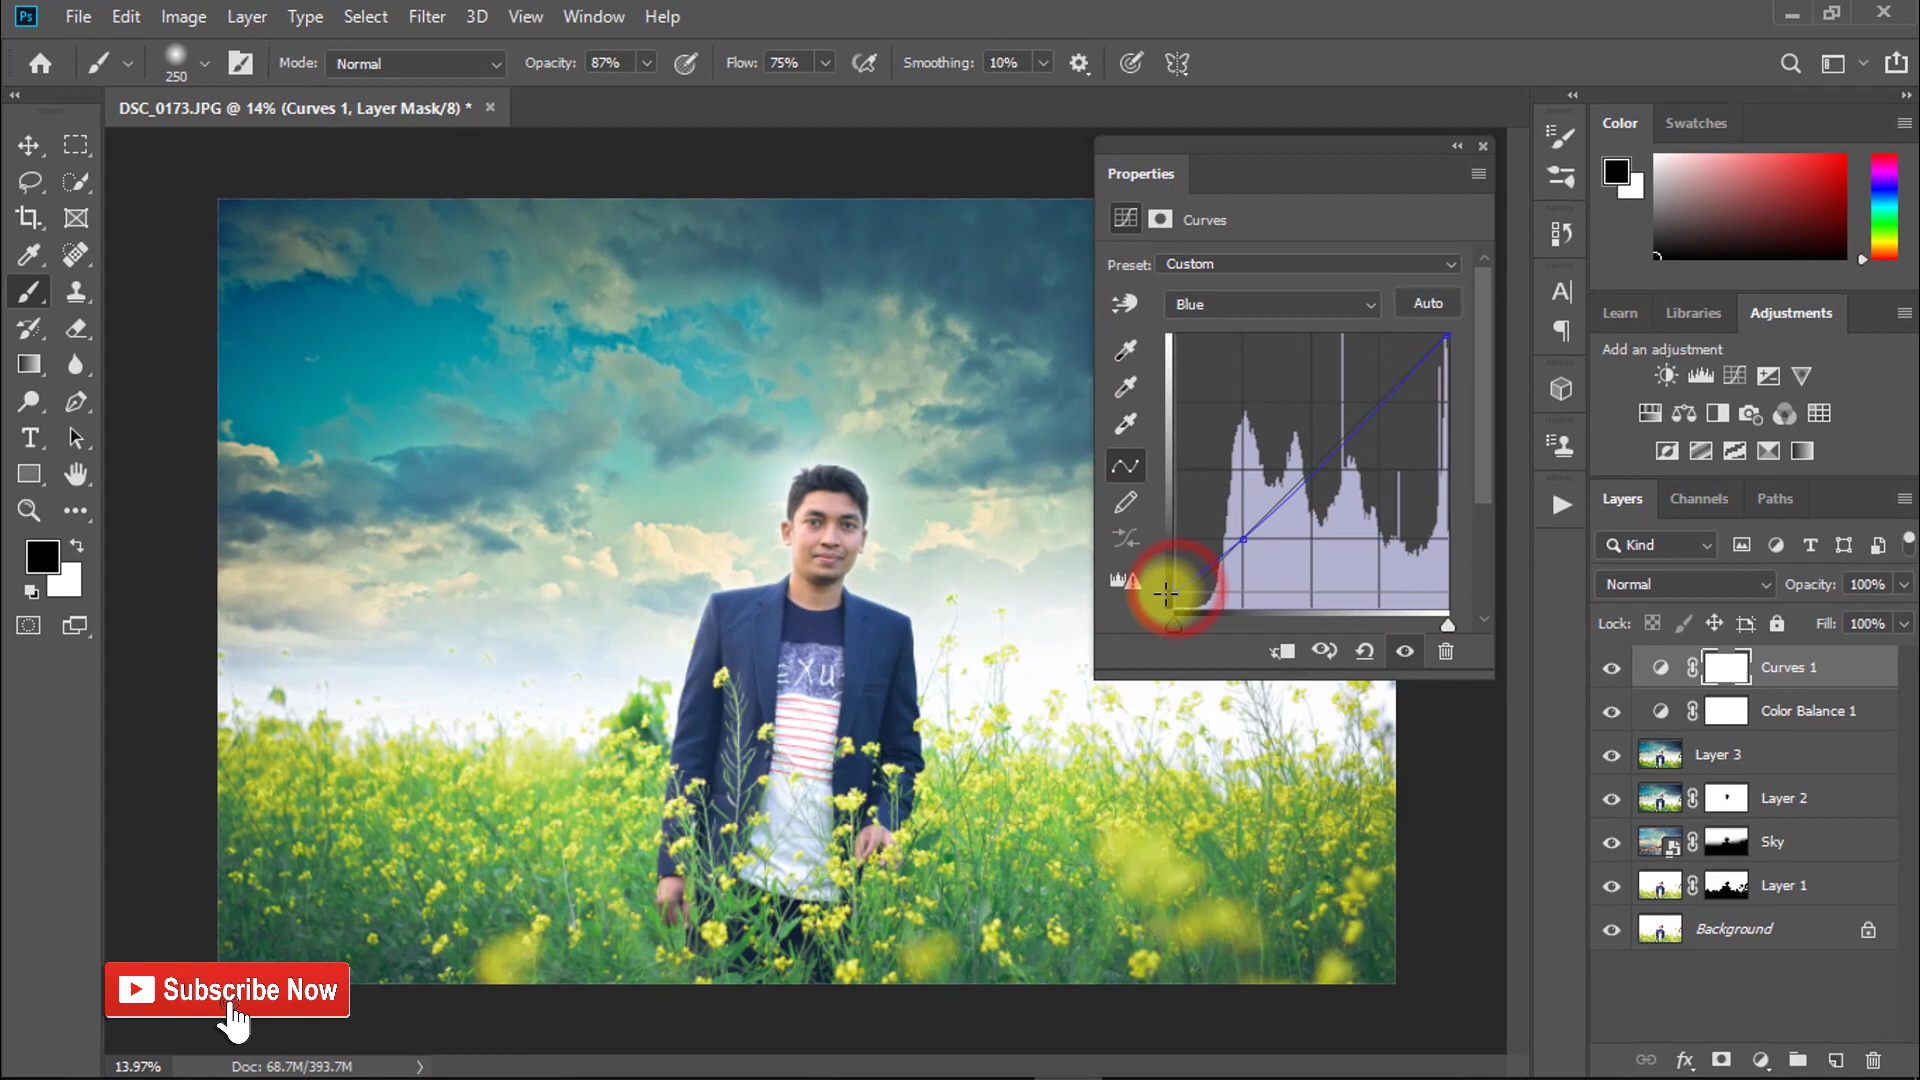 Ps File Edit Image Layer Type Select Filter 3D View Window Help
250 Mode: Normal Opacity: 87% Flow: 75% Smoothing: 10%
DSC_0173.JPG @ 14% (Curves 1, Layer Mask/8) *
Properties
Curves
Preset: Custom
Blue Auto
Color Swatches
Learn Libraries Adjustments
Add an adjustment
Layers Channels Paths
Kind
Normal Opacity: 100%
Lock: Fill: 100%
Curves 1
Color Balance 1
Layer 3
Layer 2
Sky
Layer 1
Background
Subscribe Now
13.97% Doc: 68.7M/393.7M